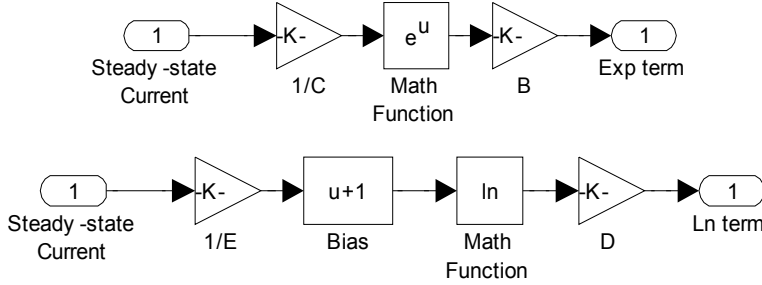 1
-K-
e^u
-K-
1
Steady -state
Current
1/C
Math
Function
B
Exp term
1
-K-
u+1
ln
-K-
1
Steady -state
Current
1/E
Bias
Math
Function
D
Ln term